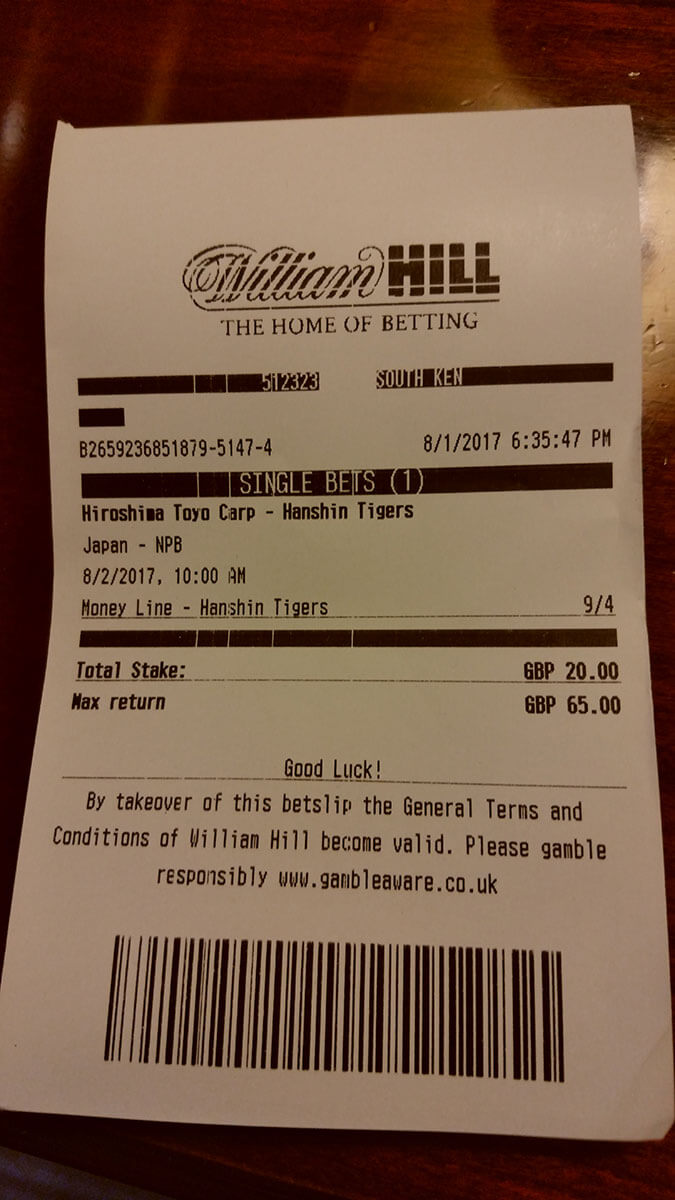 William HILL
THE HOME OF BETTING
512323 SOUTH KEN
B2659236851879-5147-4 8/1/2017 6:35:47 PM
SINGLE BETS (1)
Hiroshima Toyo Carp - Hanshin Tigers
Japan - NPB
8/2/2017, 10:00 AM
Money Line - Hanshin Tigers 9/4
Total Stake: GBP 20.00
Max return GBP 65.00
Good Luck!
By takeover of this betslip the General Terms and
Conditions of William Hill become valid. Please gamble
responsibly www.gambleaware.co.uk